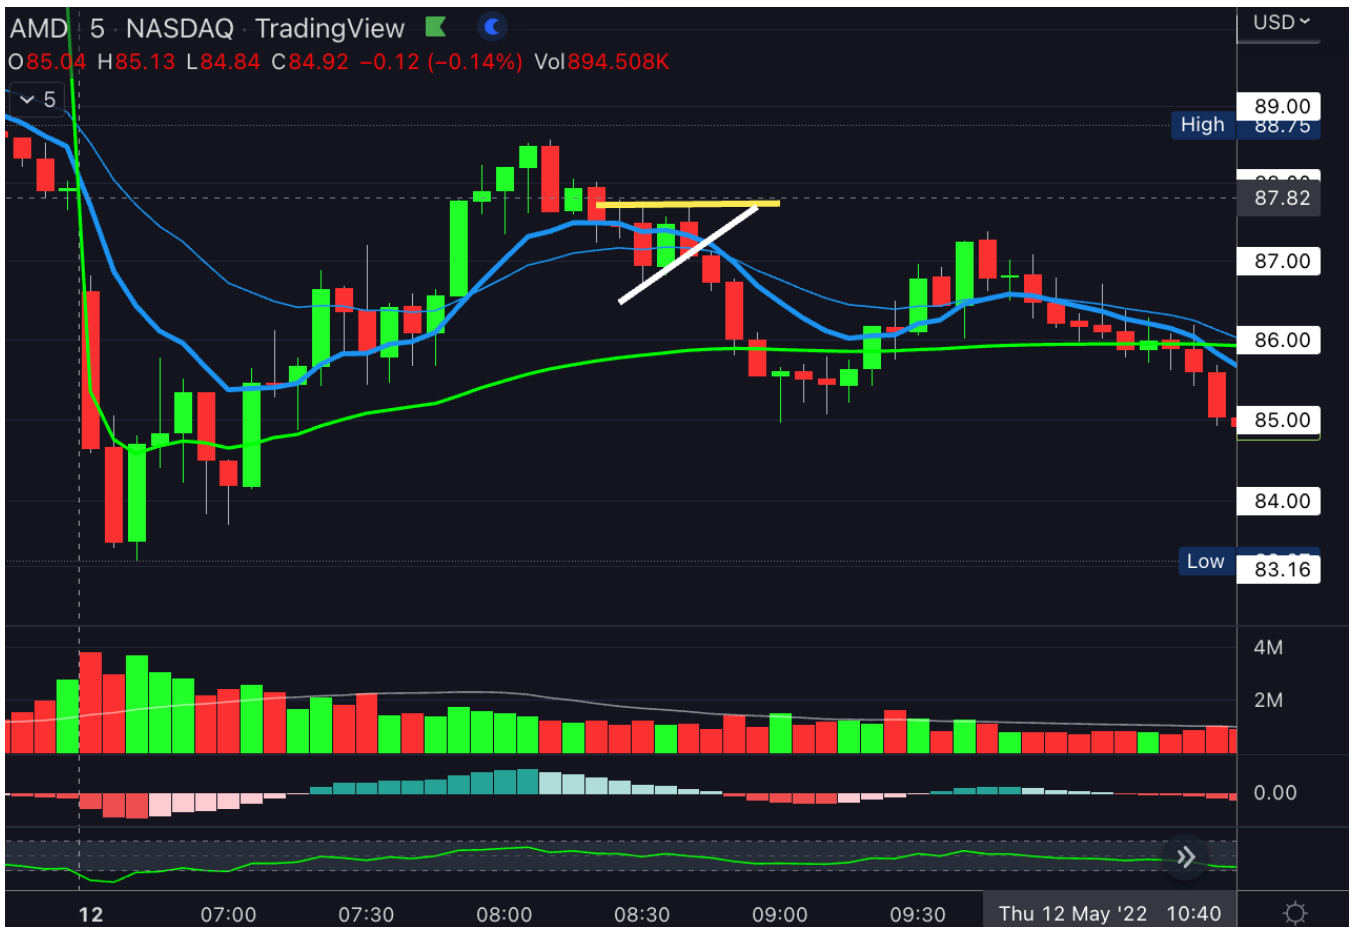 AMD · 5 · NASDAQ · TradingView
USD
O85.04 H85.13 L84.84 C84.92 −0.12 (−0.14%) Vol894.508K
5
89.00
High 88.75
87.82
87.00
86.00
85.00
84.00
Low
83.16
4M
2M
0.00
12 07:00 07:30 08:00 08:30 09:00 09:30 Thu 12 May '22 10:40